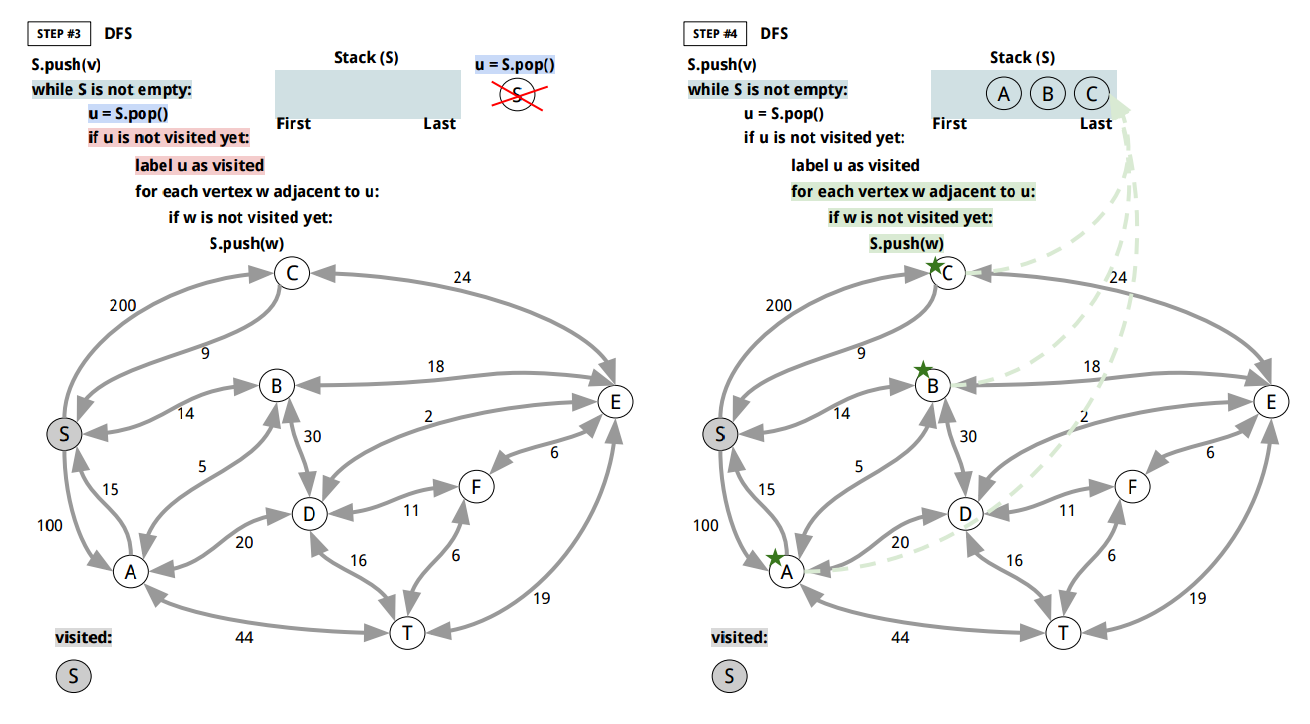 STEP #3 DFS
S.push(v)
while S is not empty:
u = S.pop()
if u is not visited yet:
label u as visited
for each vertex w adjacent to u:
if w is not visited yet:
S.push(w)
Stack (S)
First Last
u = S.pop()
S
C
24
200
9
B
18
14
E
S
2
30
6
5
15
F
D
11
100
20
16
6
A
19
44
T
visited:
S
STEP #4 DFS
S.push(v)
while S is not empty:
u = S.pop()
if u is not visited yet:
label u as visited
for each vertex w adjacent to u:
if w is not visited yet:
S.push(w)
Stack (S)
A B C
First Last
C
24
200
9
B
18
14
E
S
2
30
6
5
15
F
D
11
100
20
16
6
A
19
44
T
visited:
S